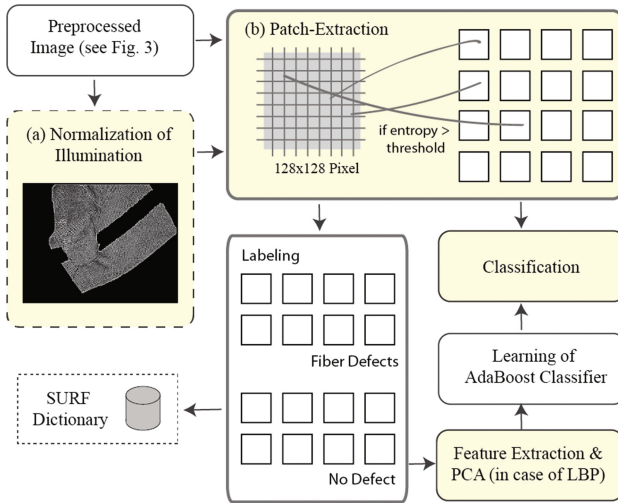 Preprocessed
Image (see Fig. 3)
(a) Normalization of
Illumination
(b) Patch-Extraction
if entropy >
threshold
128x128 Pixel
Labeling
Fiber Defects
No Defect
SURF
Dictionary
Classification
Learning of
AdaBoost Classifier
Feature Extraction &
PCA (in case of LBP)